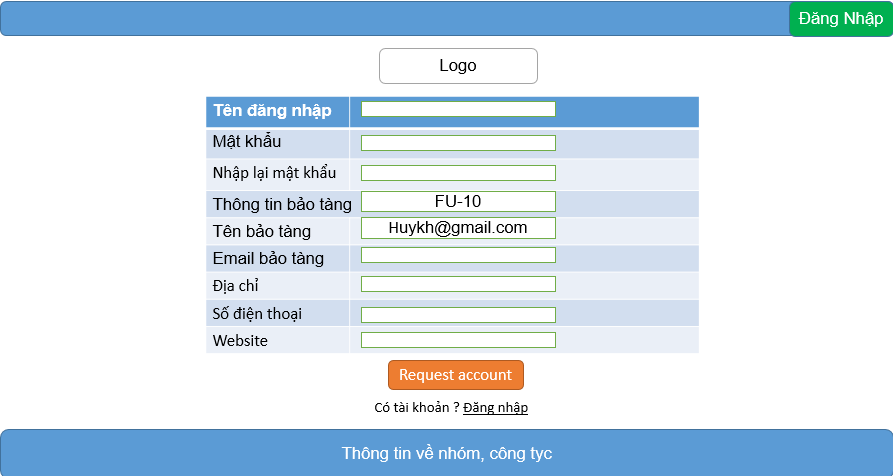 Đăng Nhập
Logo
Tên đăng nhập
Mật khẩu
Nhập lại mật khẩu
Thông tin bảo tàng FU-10
Tên bảo tàng Huykh@gmail.com
Email bảo tàng
Địa chỉ
Số điện thoại
Website
Request account
Có tài khoản ? Đăng nhập
Thông tin về nhóm, công tyc